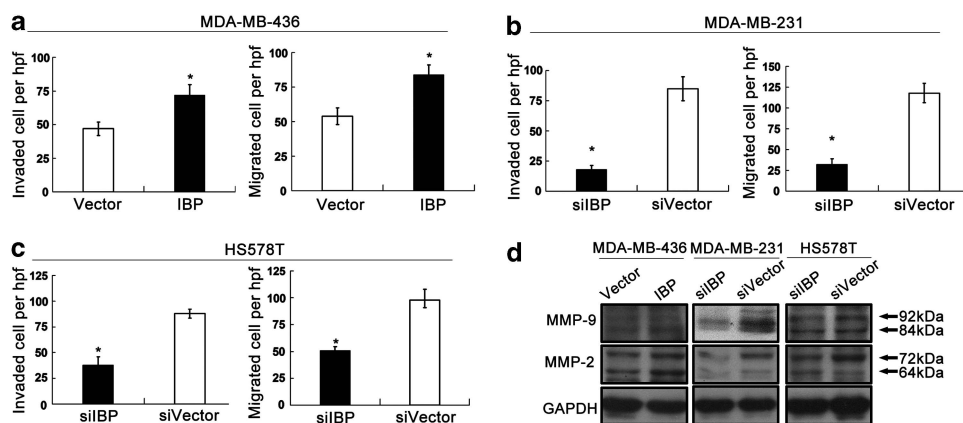 a
MDA-MB-436
Invaded cell per hpf
100
75
50
25
0
*
Vector
IBP
Migrated cell per hpf
100
75
50
25
0
*
Vector
IBP
b
MDA-MB-231
Invaded cell per hpf
100
75
50
25
0
*
siIBP
siVector
Migrated cell per hpf
150
125
100
75
50
25
0
*
siIBP
siVector
c
HS578T
Invaded cell per hpf
125
100
75
50
25
0
*
siIBP
siVector
Migrated cell per hpf
125
100
75
50
25
0
*
siIBP
siVector
d
MDA-MB-436 MDA-MB-231 HS578T
Vector IBP siIBP siVector siIBP siVector
MMP-9
92kDa
84kDa
MMP-2
72kDa
64kDa
GAPDH